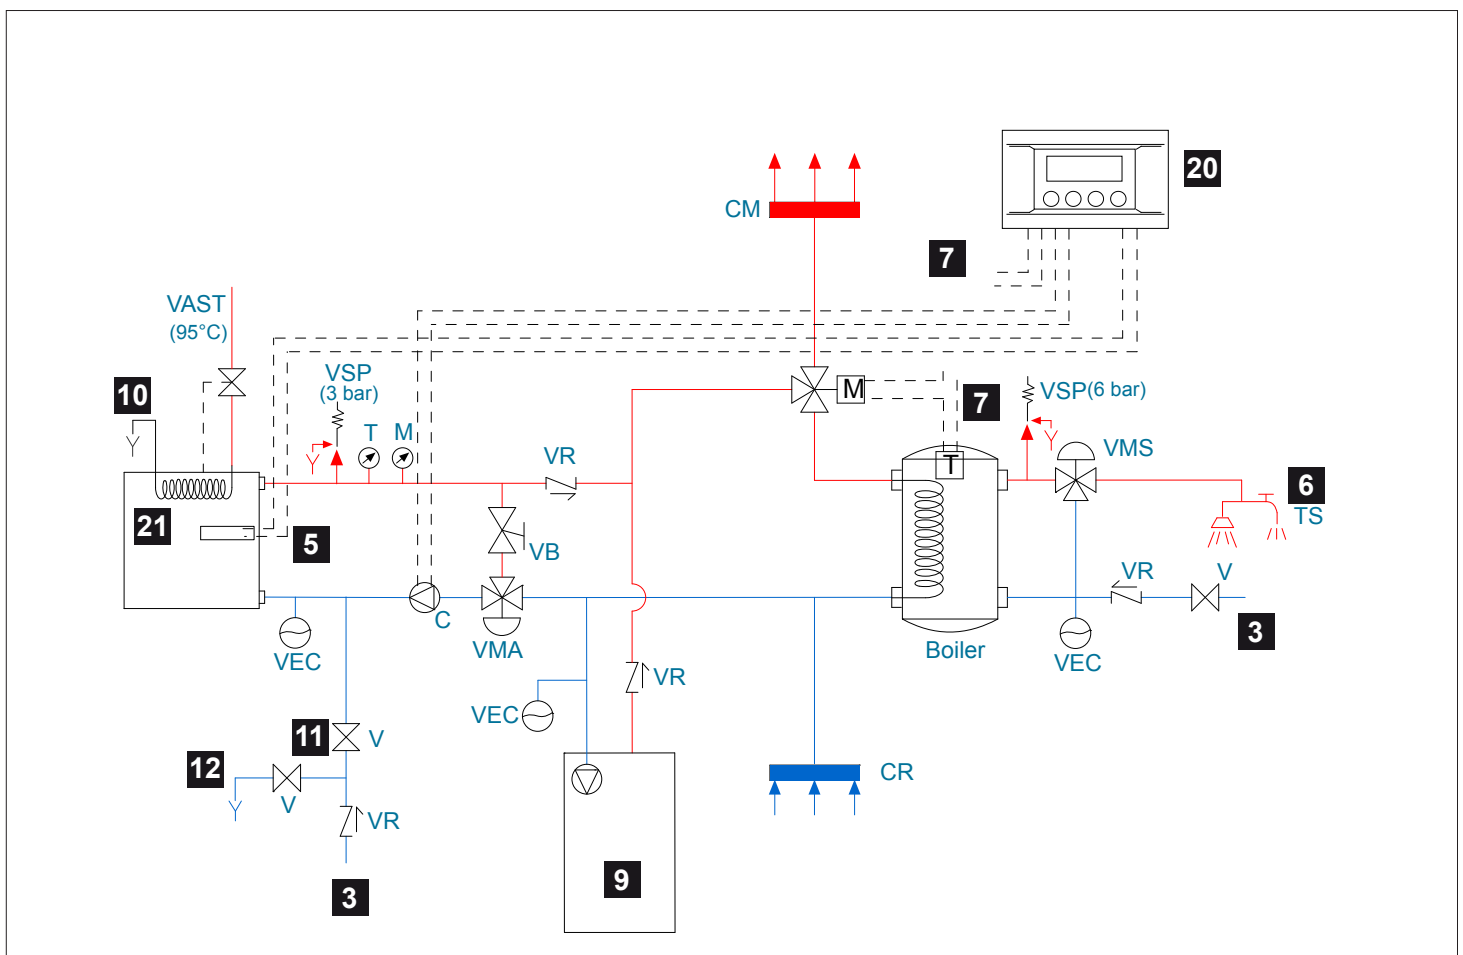 20
CM
7
VAST
(95°C)
VSP
(3 bar)
10
T
M
M
7
VSP(6 bar)
VMS
VR
T
6
TS
21
5
VB
VR
V
C
VMA
Boiler
3
VEC
VEC
VR
VEC
11
V
12
CR
V
VR
9
3